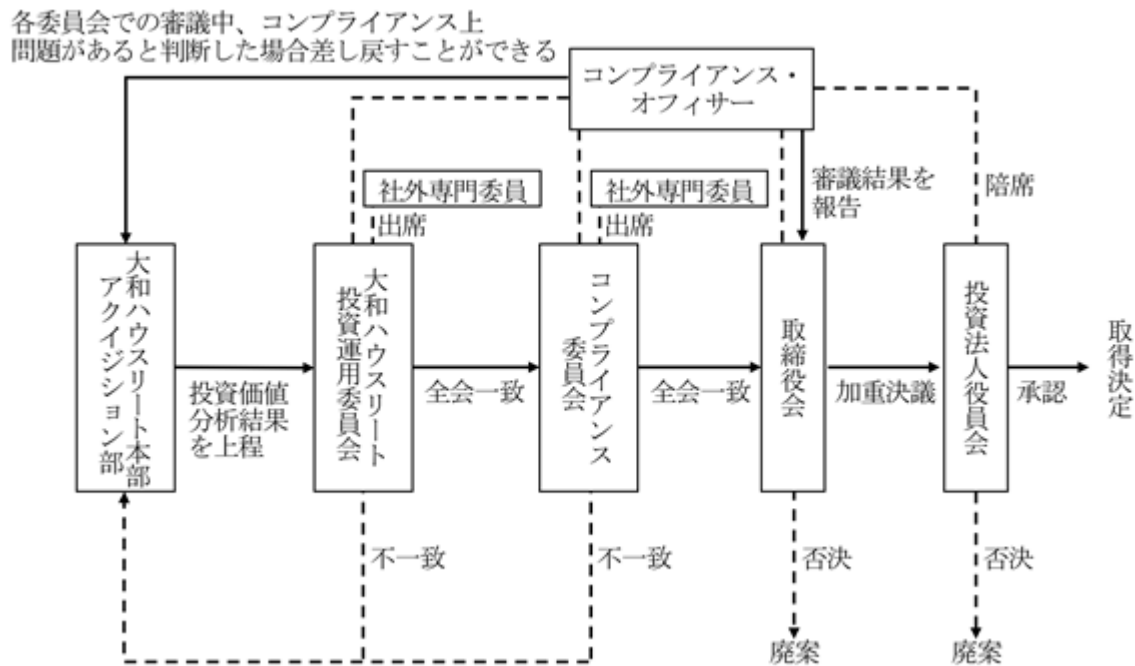 各委員会での審議中、コンプライアンス上
問題があると判断した場合差し戻すことができる
コンプライアンス・
オフィサー
社外専門委員
社外専門委員
出席
出席
審議結果を
報告
陪席
大和ハウスリート本部
アクイジション部
投資価値
分析結果
を上程
大和ハウスリート
投資運用委員会
全会一致
コンプライアンス
委員会
全会一致
取締役会
加重決議
投資法人役員会
承認
取得決定
不一致
不一致
否決
否決
廃案
廃案